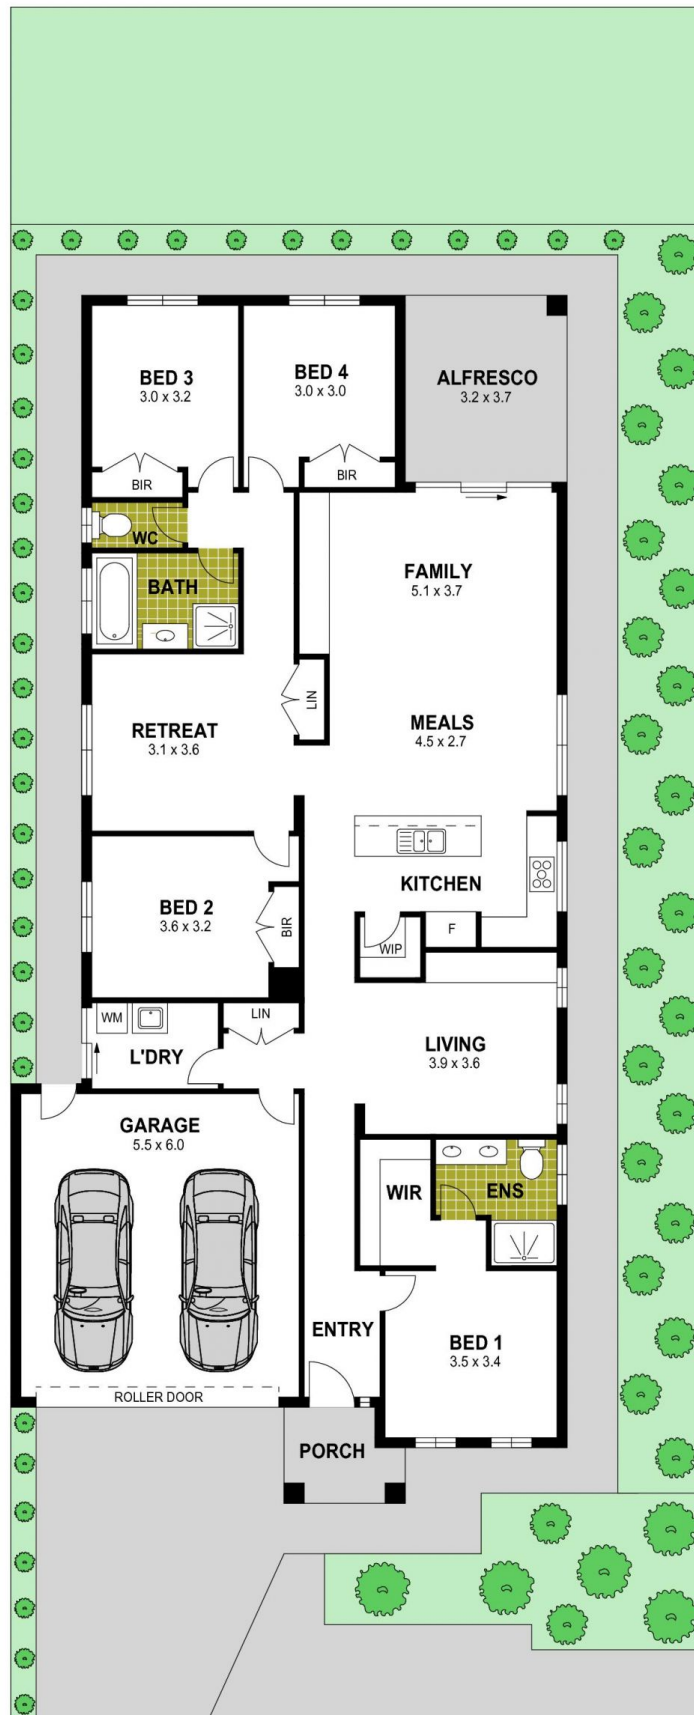 BED 3
3.0 x 3.2
BED 4
3.0 x 3.0
ALFRESCO
3.2 x 3.7
BIR
BIR
WC
BATH
FAMILY
5.1 x 3.7
LIN
RETREAT
3.1 x 3.6
MEALS
4.5 x 2.7
KITCHEN
BED 2
3.6 x 3.2
BIR
WIP
F
WM
LIN
L'DRY
LIVING
3.9 x 3.6
GARAGE
5.5 x 6.0
WIR
ENS
ENTRY
BED 1
3.5 x 3.4
ROLLER DOOR
PORCH